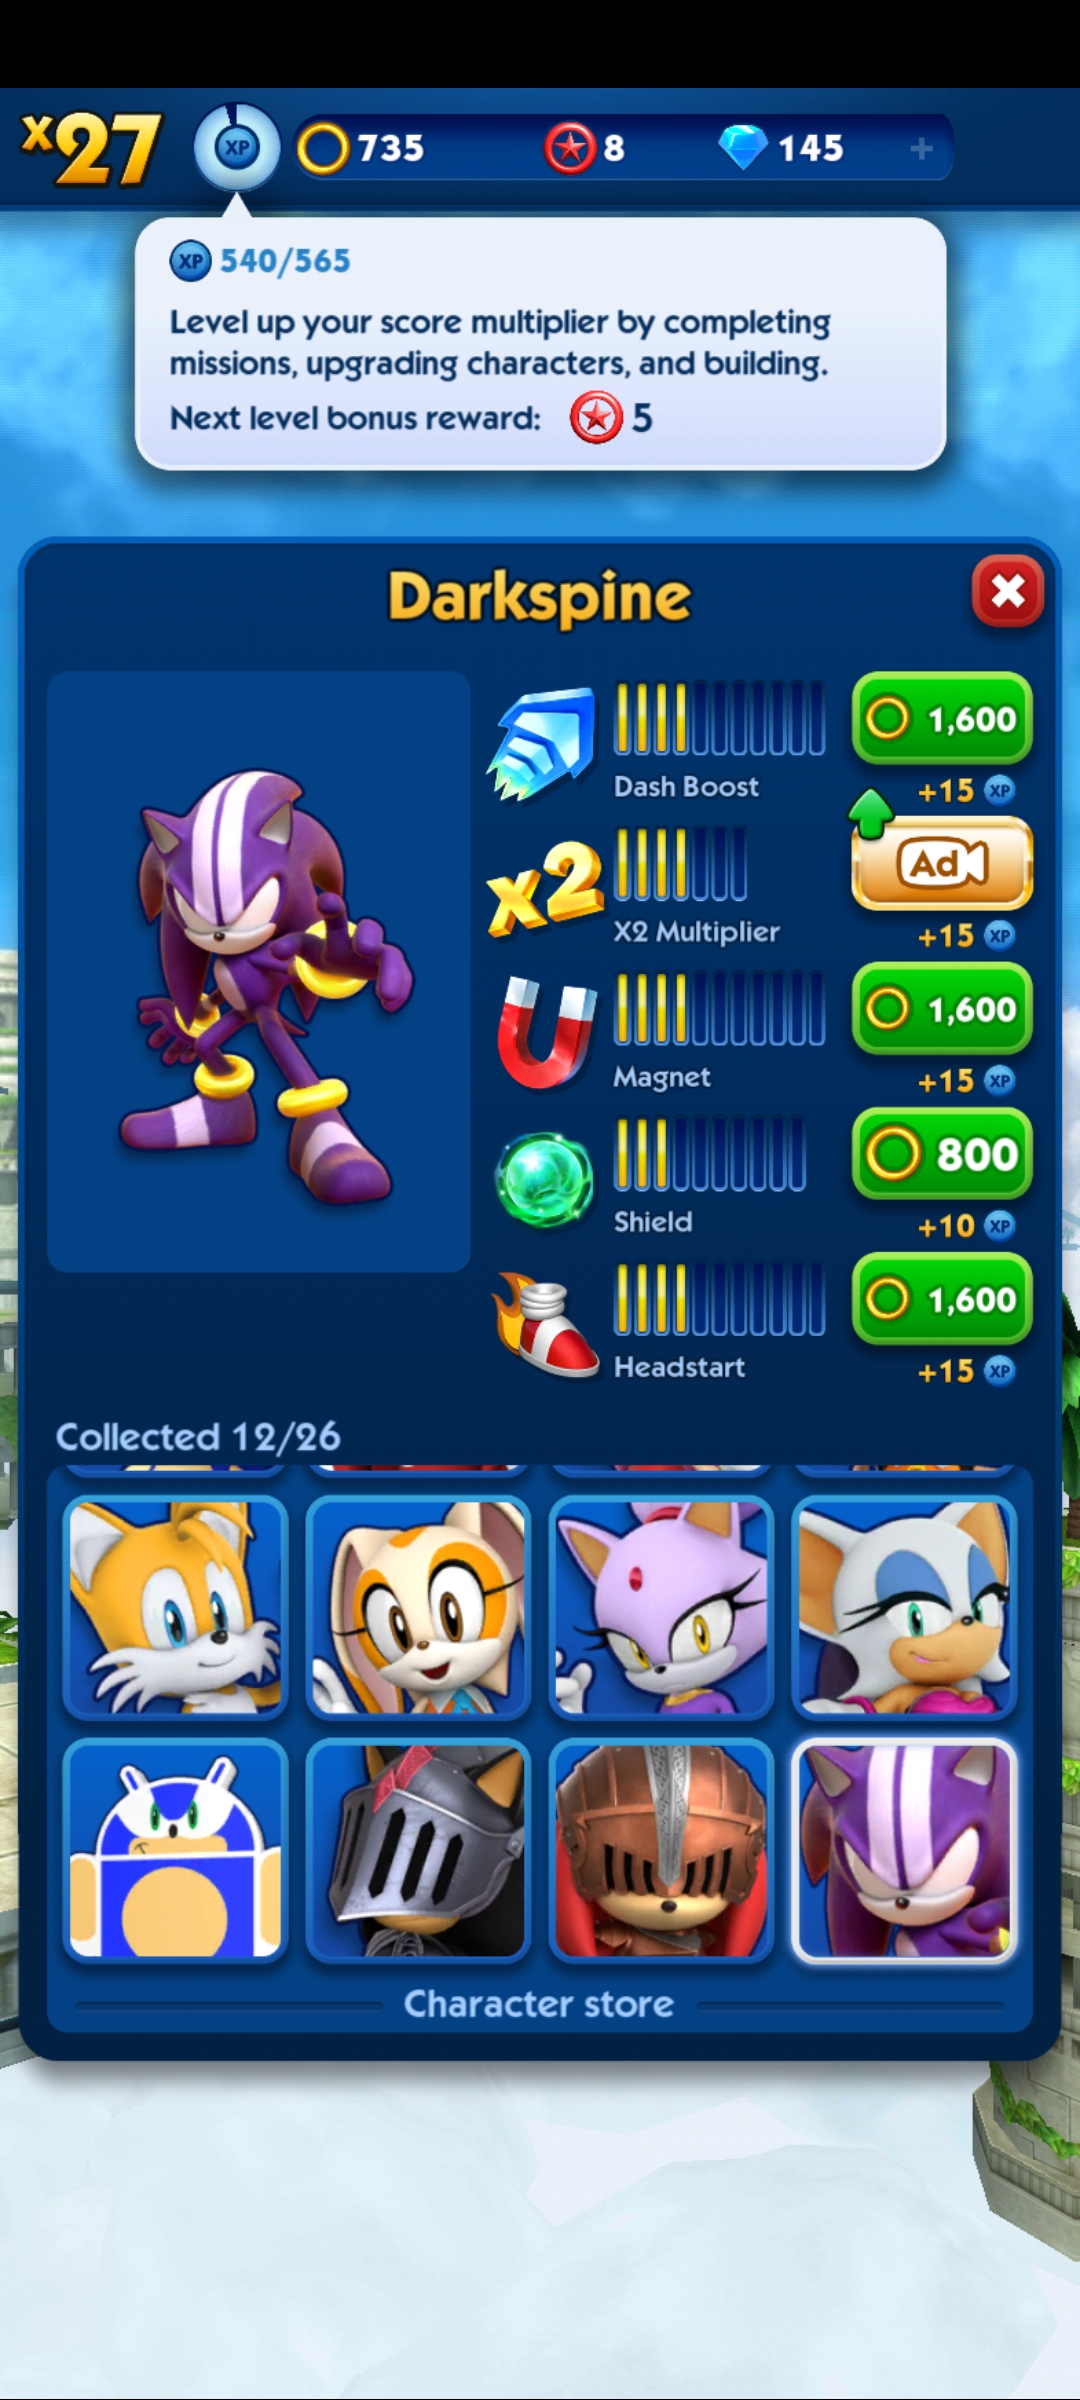 x27
XP
735
8
145
+
XP 540/565
Level up your score multiplier by completing
missions, upgrading characters, and building.
Next level bonus reward: 5
Darkspine
1,600
Dash Boost
+15 XP
x2
Ad
X2 Multiplier
+15 XP
1,600
Magnet
+15 XP
800
Shield
+10 XP
1,600
Headstart
+15 XP
Collected 12/26
Character store